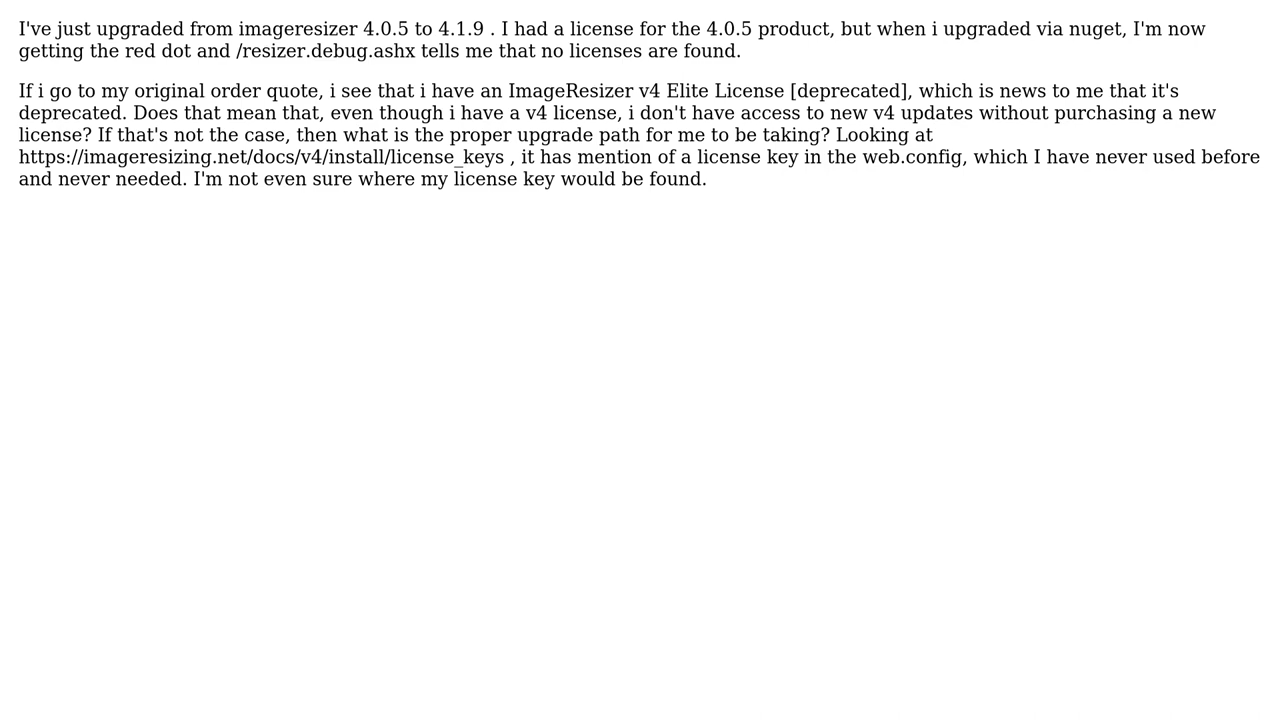 I've just upgraded from imageresizer 4.0.5 to 4.1.9 . I had a license for the 4.0.5 product, but when i upgraded via nuget, I'm now
getting the red dot and /resizer.debug.ashx tells me that no licenses are found.
If i go to my original order quote, i see that i have an ImageResizer v4 Elite License [deprecated], which is news to me that it's
deprecated. Does that mean that, even though i have a v4 license, i don't have access to new v4 updates without purchasing a new
license? If that's not the case, then what is the proper upgrade path for me to be taking? Looking at
https://imageresizing.net/docs/v4/install/license_keys , it has mention of a license key in the web.config, which I have never used before
and never needed. I'm not even sure where my license key would be found.